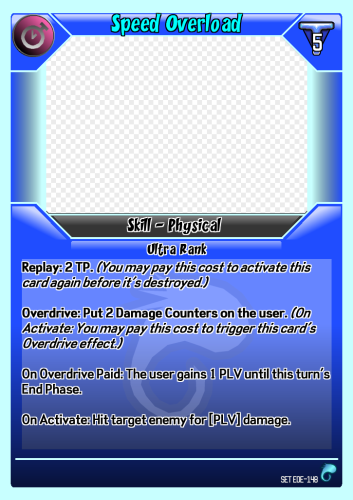 Speed Overload
5
Skill - Physical
Ultra Rank
Replay: 2 TP. (You may pay this cost to activate this
card again before it's destroyed.)
Overdrive: Put 2 Damage Counters on the user. (On
Activate: You may pay this cost to trigger this card's
Overdrive effect.)
On Overdrive Paid: The user gains 1 PLV until this turn's
End Phase.
On Activate: Hit target enemy for [PLV] damage.
SET EDE-148